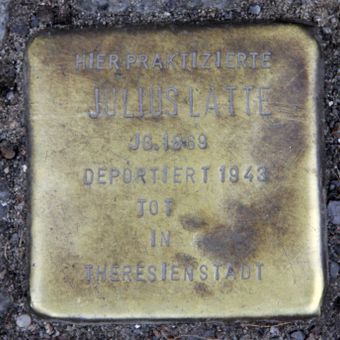 HIER PRAKTIZIERTE
JULIUS LATTE
JG. 1869
DEPORTIERT 1943
TOT
IN
THERESIENSTADT